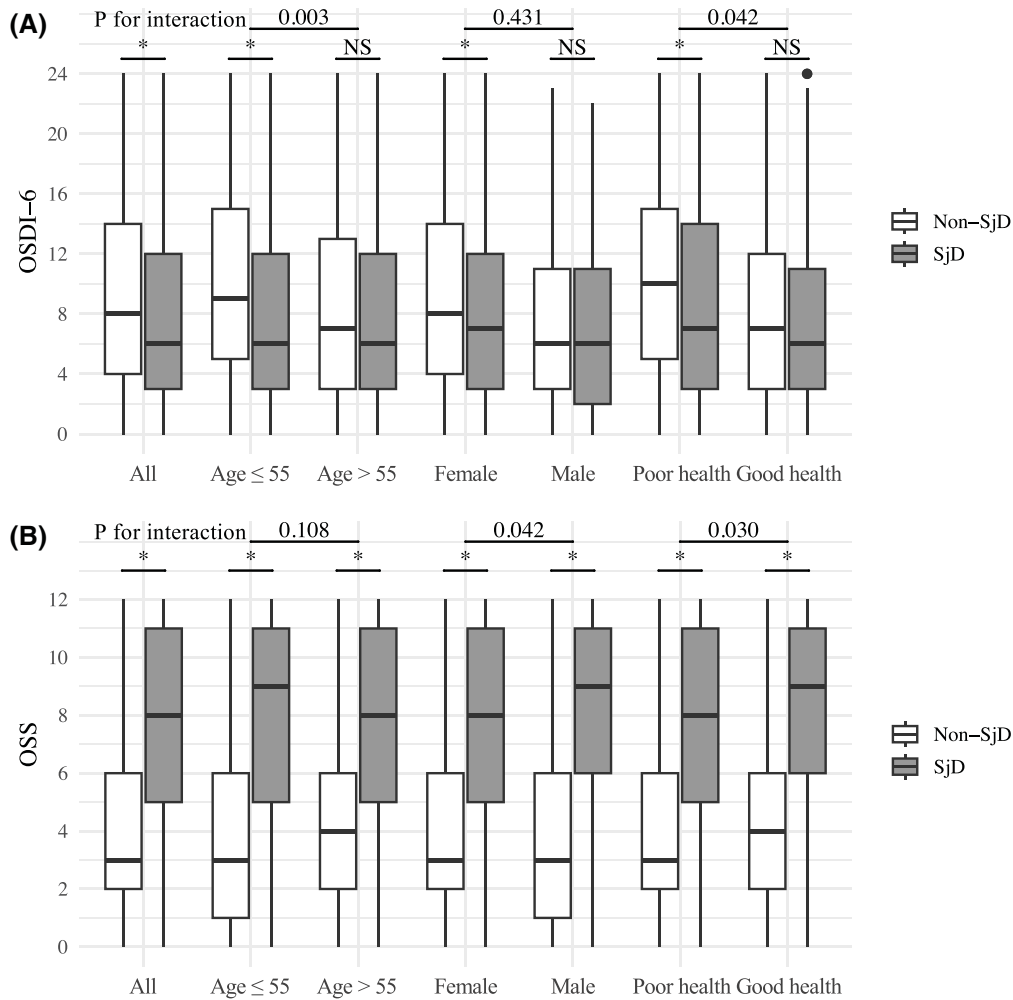 (A) P for interaction 0.003 0.431 0.042
* * NS * NS * NS
24
20
16
12
8
4
0
OSDI−6
Non−SjD
SjD
All Age ≤ 55 Age > 55 Female Male Poor health Good health
(B) P for interaction 0.108 0.042 0.030
* * * * * * *
12
10
8
6
4
2
0
OSS
Non−SjD
SjD
All Age ≤ 55 Age > 55 Female Male Poor health Good health